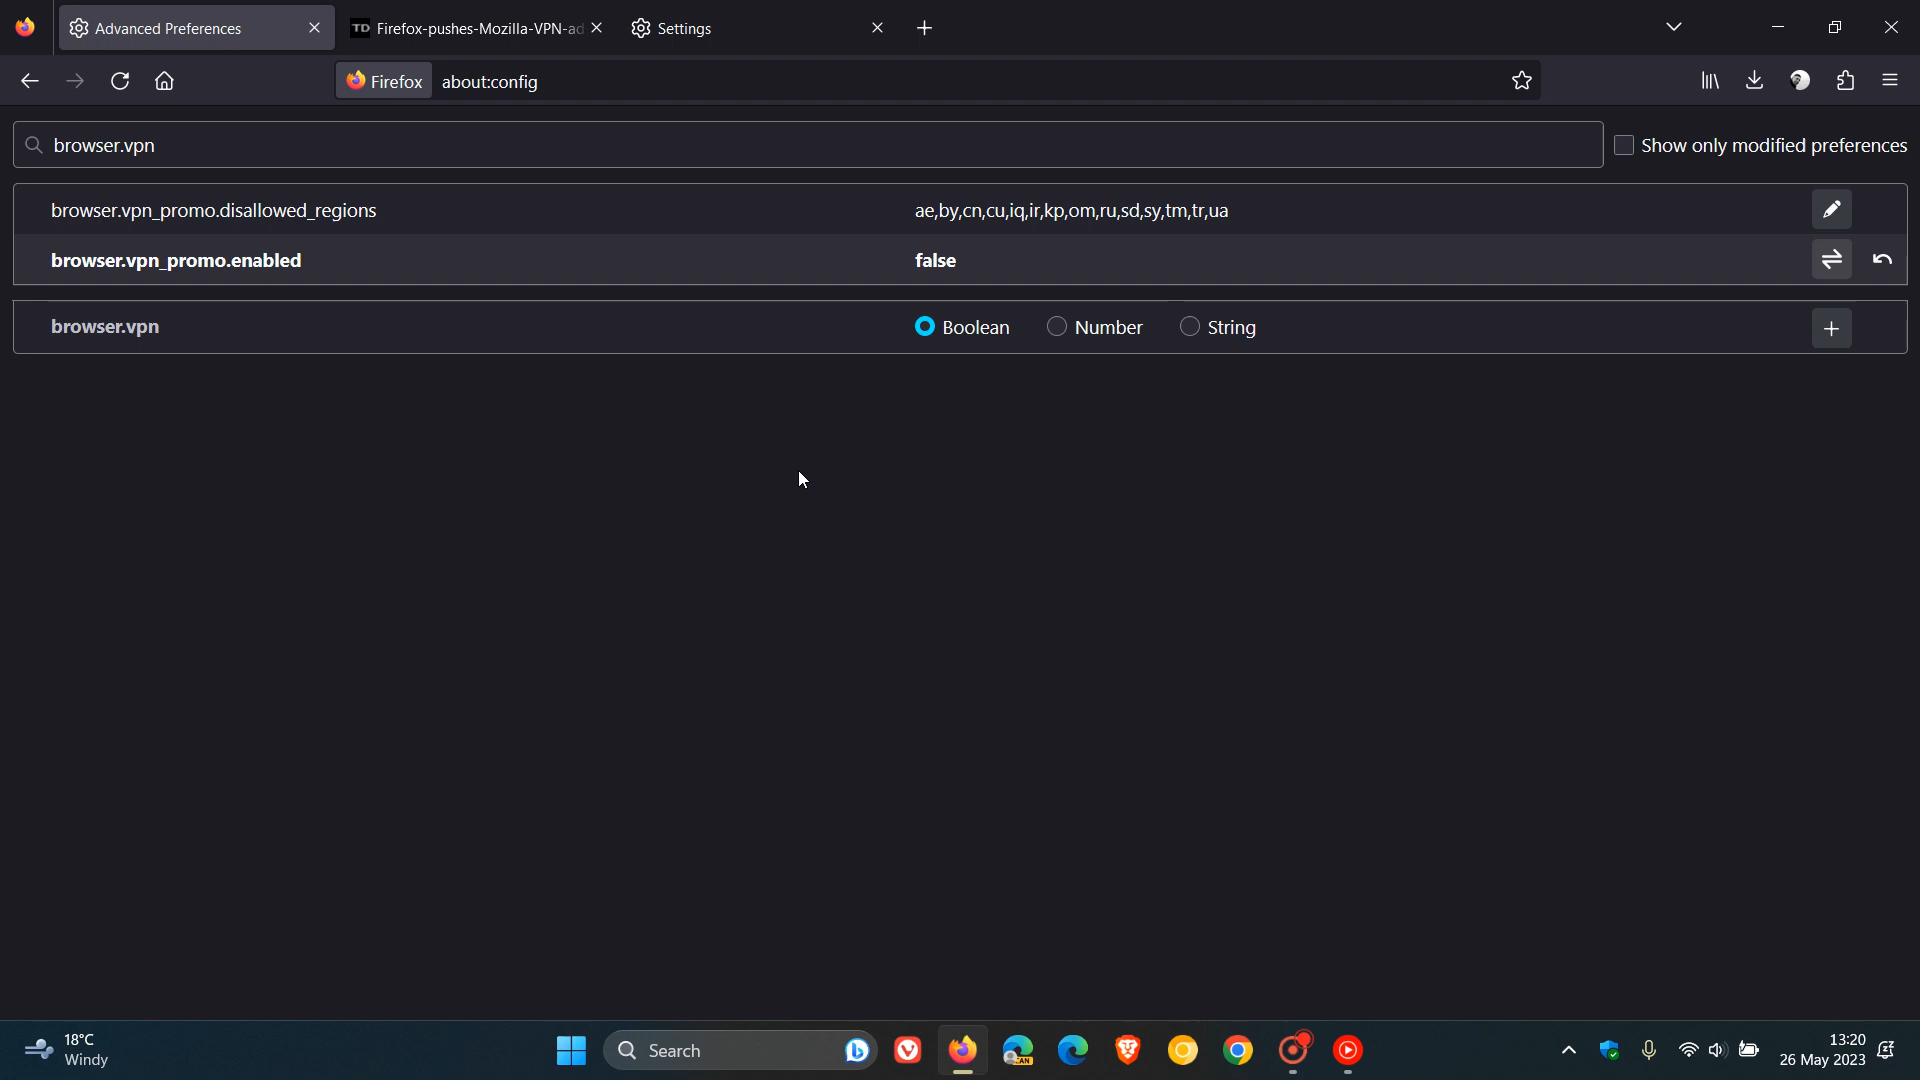 Advanced Preferences
TD Firefox-pushes-Mozilla-VPN-ad
Settings
Firefox about:config
browser.vpn
Show only modified preferences
browser.vpn_promo.disallowed_regions ae,by,cn,cu,iq,ir,kp,om,ru,sd,sy,tm,tr,ua
browser.vpn_promo.enabled false
browser.vpn Boolean Number String
18°C
Windy
Search
CAN
13:20
26 May 2023